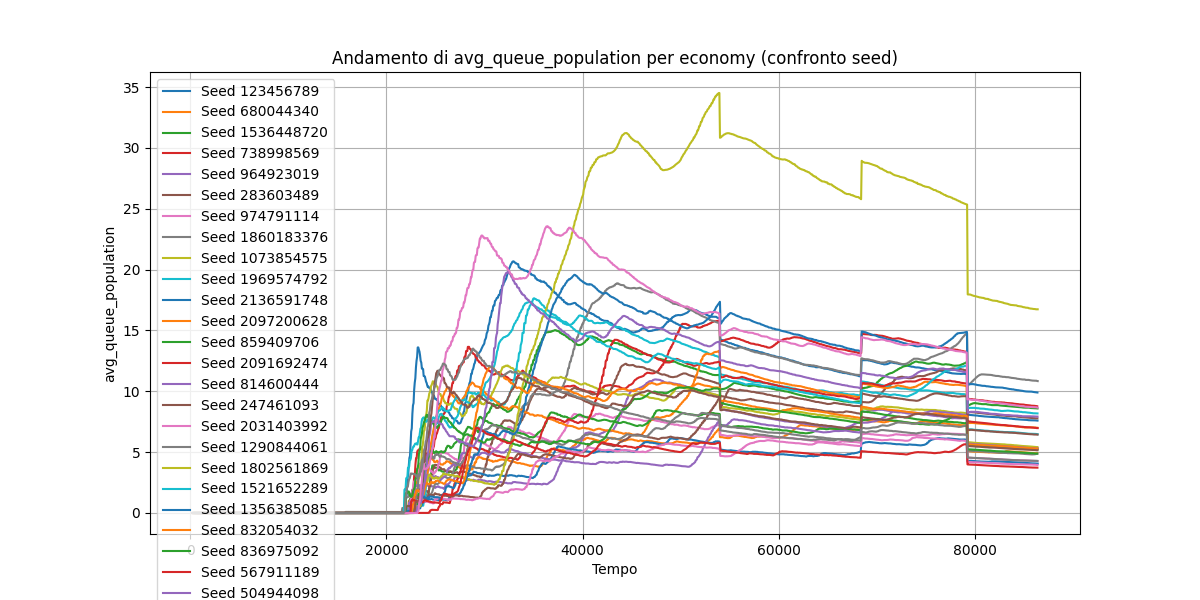 Andamento di avg_queue_population per economy (confronto seed)
35
30
25
20
15
10
5
0
avg_queue_population
Seed 123456789
Seed 680044340
Seed 1536448720
Seed 738998569
Seed 964923019
Seed 283603489
Seed 974791114
Seed 1860183376
Seed 1073854575
Seed 1969574792
Seed 2136591748
Seed 2097200628
Seed 859409706
Seed 2091692474
Seed 814600444
Seed 247461093
Seed 2031403992
Seed 1290844061
Seed 1802561869
Seed 1521652289
Seed 1356385085
Seed 832054032
Seed 836975092
Seed 567911189
Seed 504944098
0 20000 40000 60000 80000
Tempo